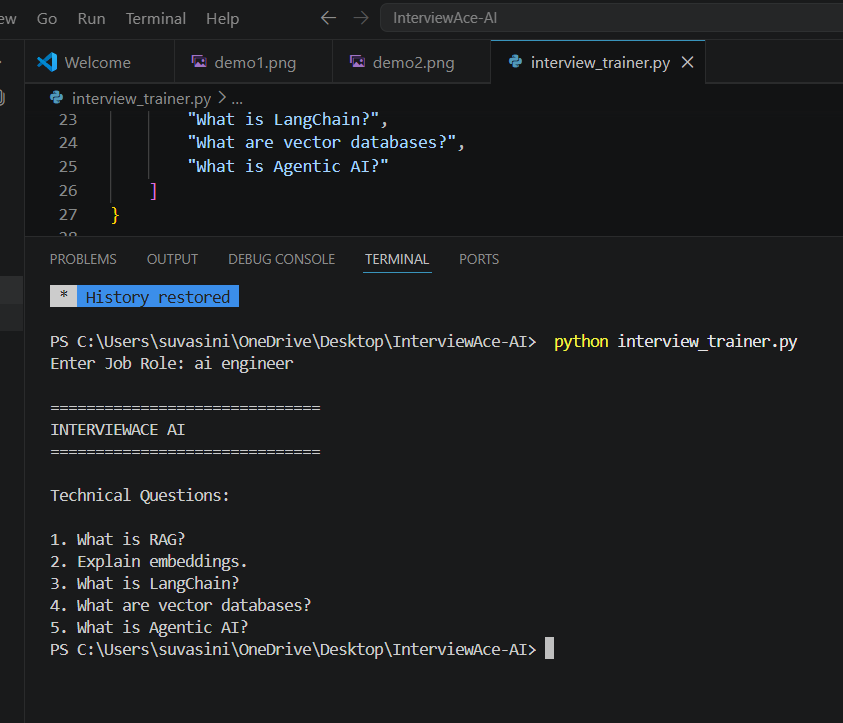 ew Go Run Terminal Help ← → InterviewAce-AI
Welcome demo1.png demo2.png interview_trainer.py ×
interview_trainer.py > ...
23 "What is LangChain?",
24 "What are vector databases?",
25 "What is Agentic AI?"
26 ]
27 }
28
PROBLEMS OUTPUT DEBUG CONSOLE TERMINAL PORTS
* History restored
PS C:\Users\suvasini\OneDrive\Desktop\InterviewAce-AI> python interview_trainer.py
Enter Job Role: ai engineer
==============================
INTERVIEWACE AI
==============================
Technical Questions:
1. What is RAG?
2. Explain embeddings.
3. What is LangChain?
4. What are vector databases?
5. What is Agentic AI?
PS C:\Users\suvasini\OneDrive\Desktop\InterviewAce-AI>